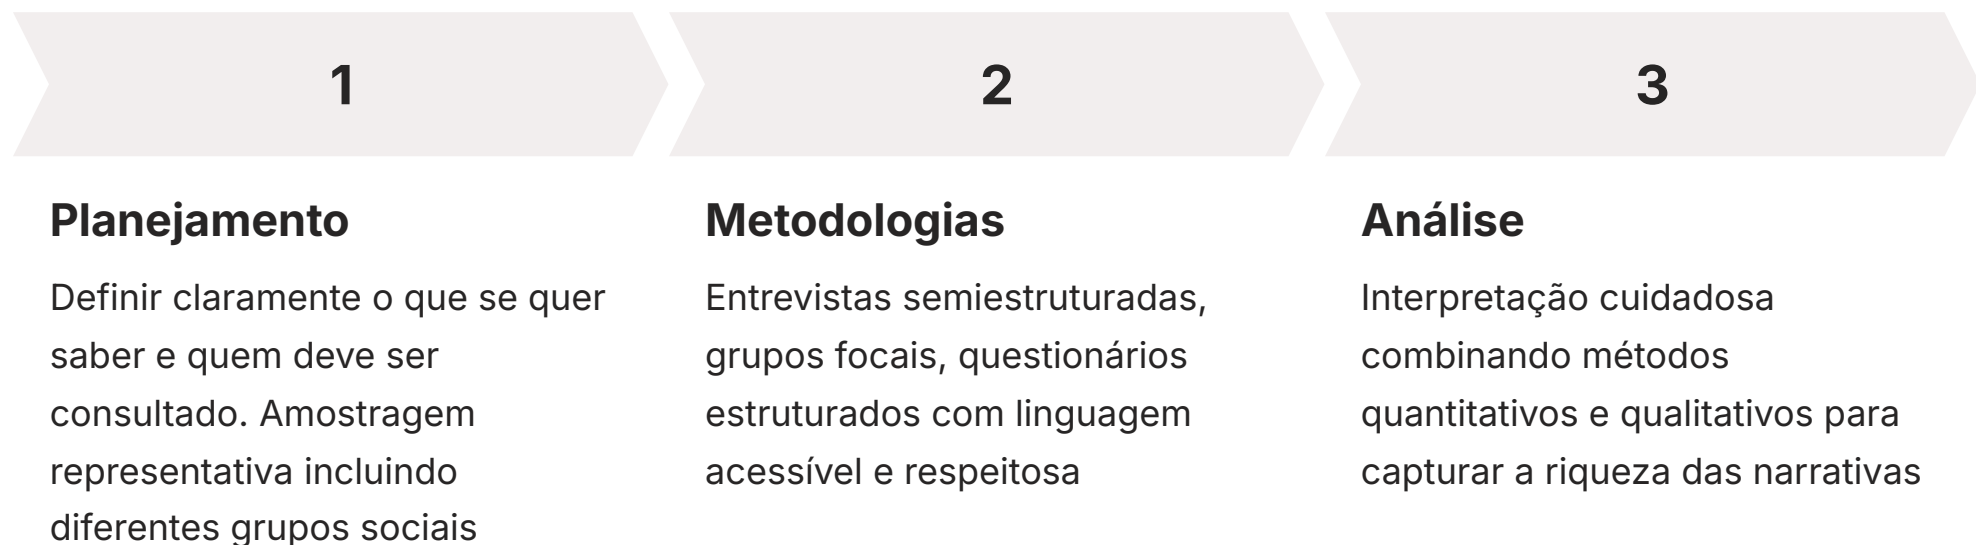 1
Planejamento
Definir claramente o que se quer
saber e quem deve ser
consultado. Amostragem
representativa incluindo
diferentes grupos sociais
2
Metodologias
Entrevistas semiestruturadas,
grupos focais, questionários
estruturados com linguagem
acessível e respeitosa
3
Análise
Interpretação cuidadosa
combinando métodos
quantitativos e qualitativos para
capturar a riqueza das narrativas